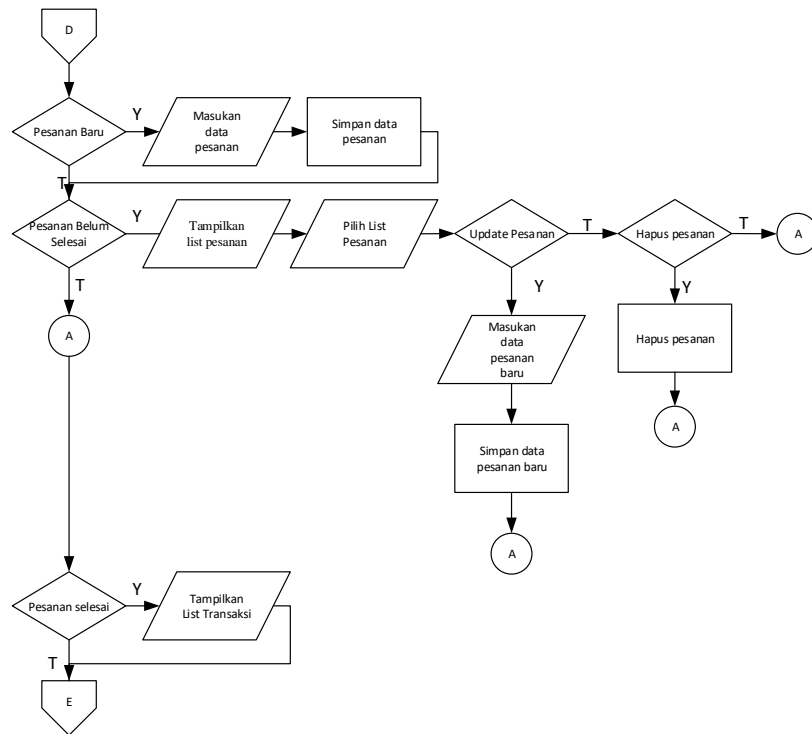 D
Pesanan Baru
Y
Masukan
data
pesanan
Simpan data
pesanan
T
Pesanan Belum
Selesai
Y
Tampilkan
list pesanan
Pilih List
Pesanan
Update Pesanan
T
Hapus pesanan
T
A
T
Y
Y
A
Masukan
data
pesanan
baru
Hapus pesanan
A
Simpan data
pesanan baru
A
Pesanan selesai
Y
Tampilkan
List Transaksi
T
E